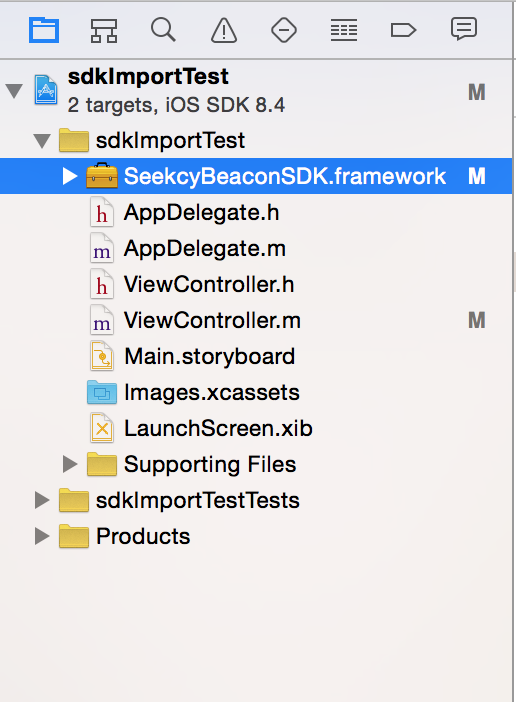 sdkImportTest
M
2 targets, iOS SDK 8.4
sdkImportTest
SeekcyBeaconSDK.framework M
h AppDelegate.h
m AppDelegate.m
h ViewController.h
m ViewController.m M
Main.storyboard
Images.xcassets
LaunchScreen.xib
Supporting Files
sdkImportTestTests
Products